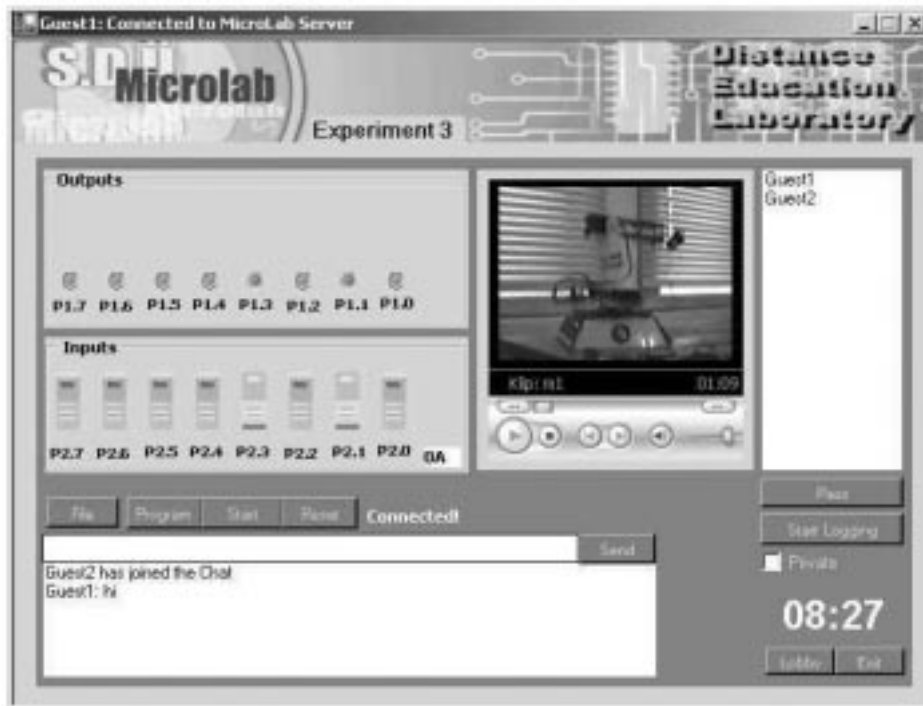 Guest1: Connected to MicroLab Server
S.Dü
Microlab
Experiment 3
Distance
Education
Laboratory
Outputs
P1.7 P1.6 P1.5 P1.4 P1.3 P1.2 P1.1 P1.0
Inputs
P2.7 P2.6 P2.5 P2.4 P2.3 P2.2 P2.1 P2.0 0A
Klip: m1 01:09
Guest1
Guest2
File Program Start Reset Connected!
Send
Guest2 has joined the Chat
Guest1: hi
Start Logging
Private
08:27
Lobby Exit